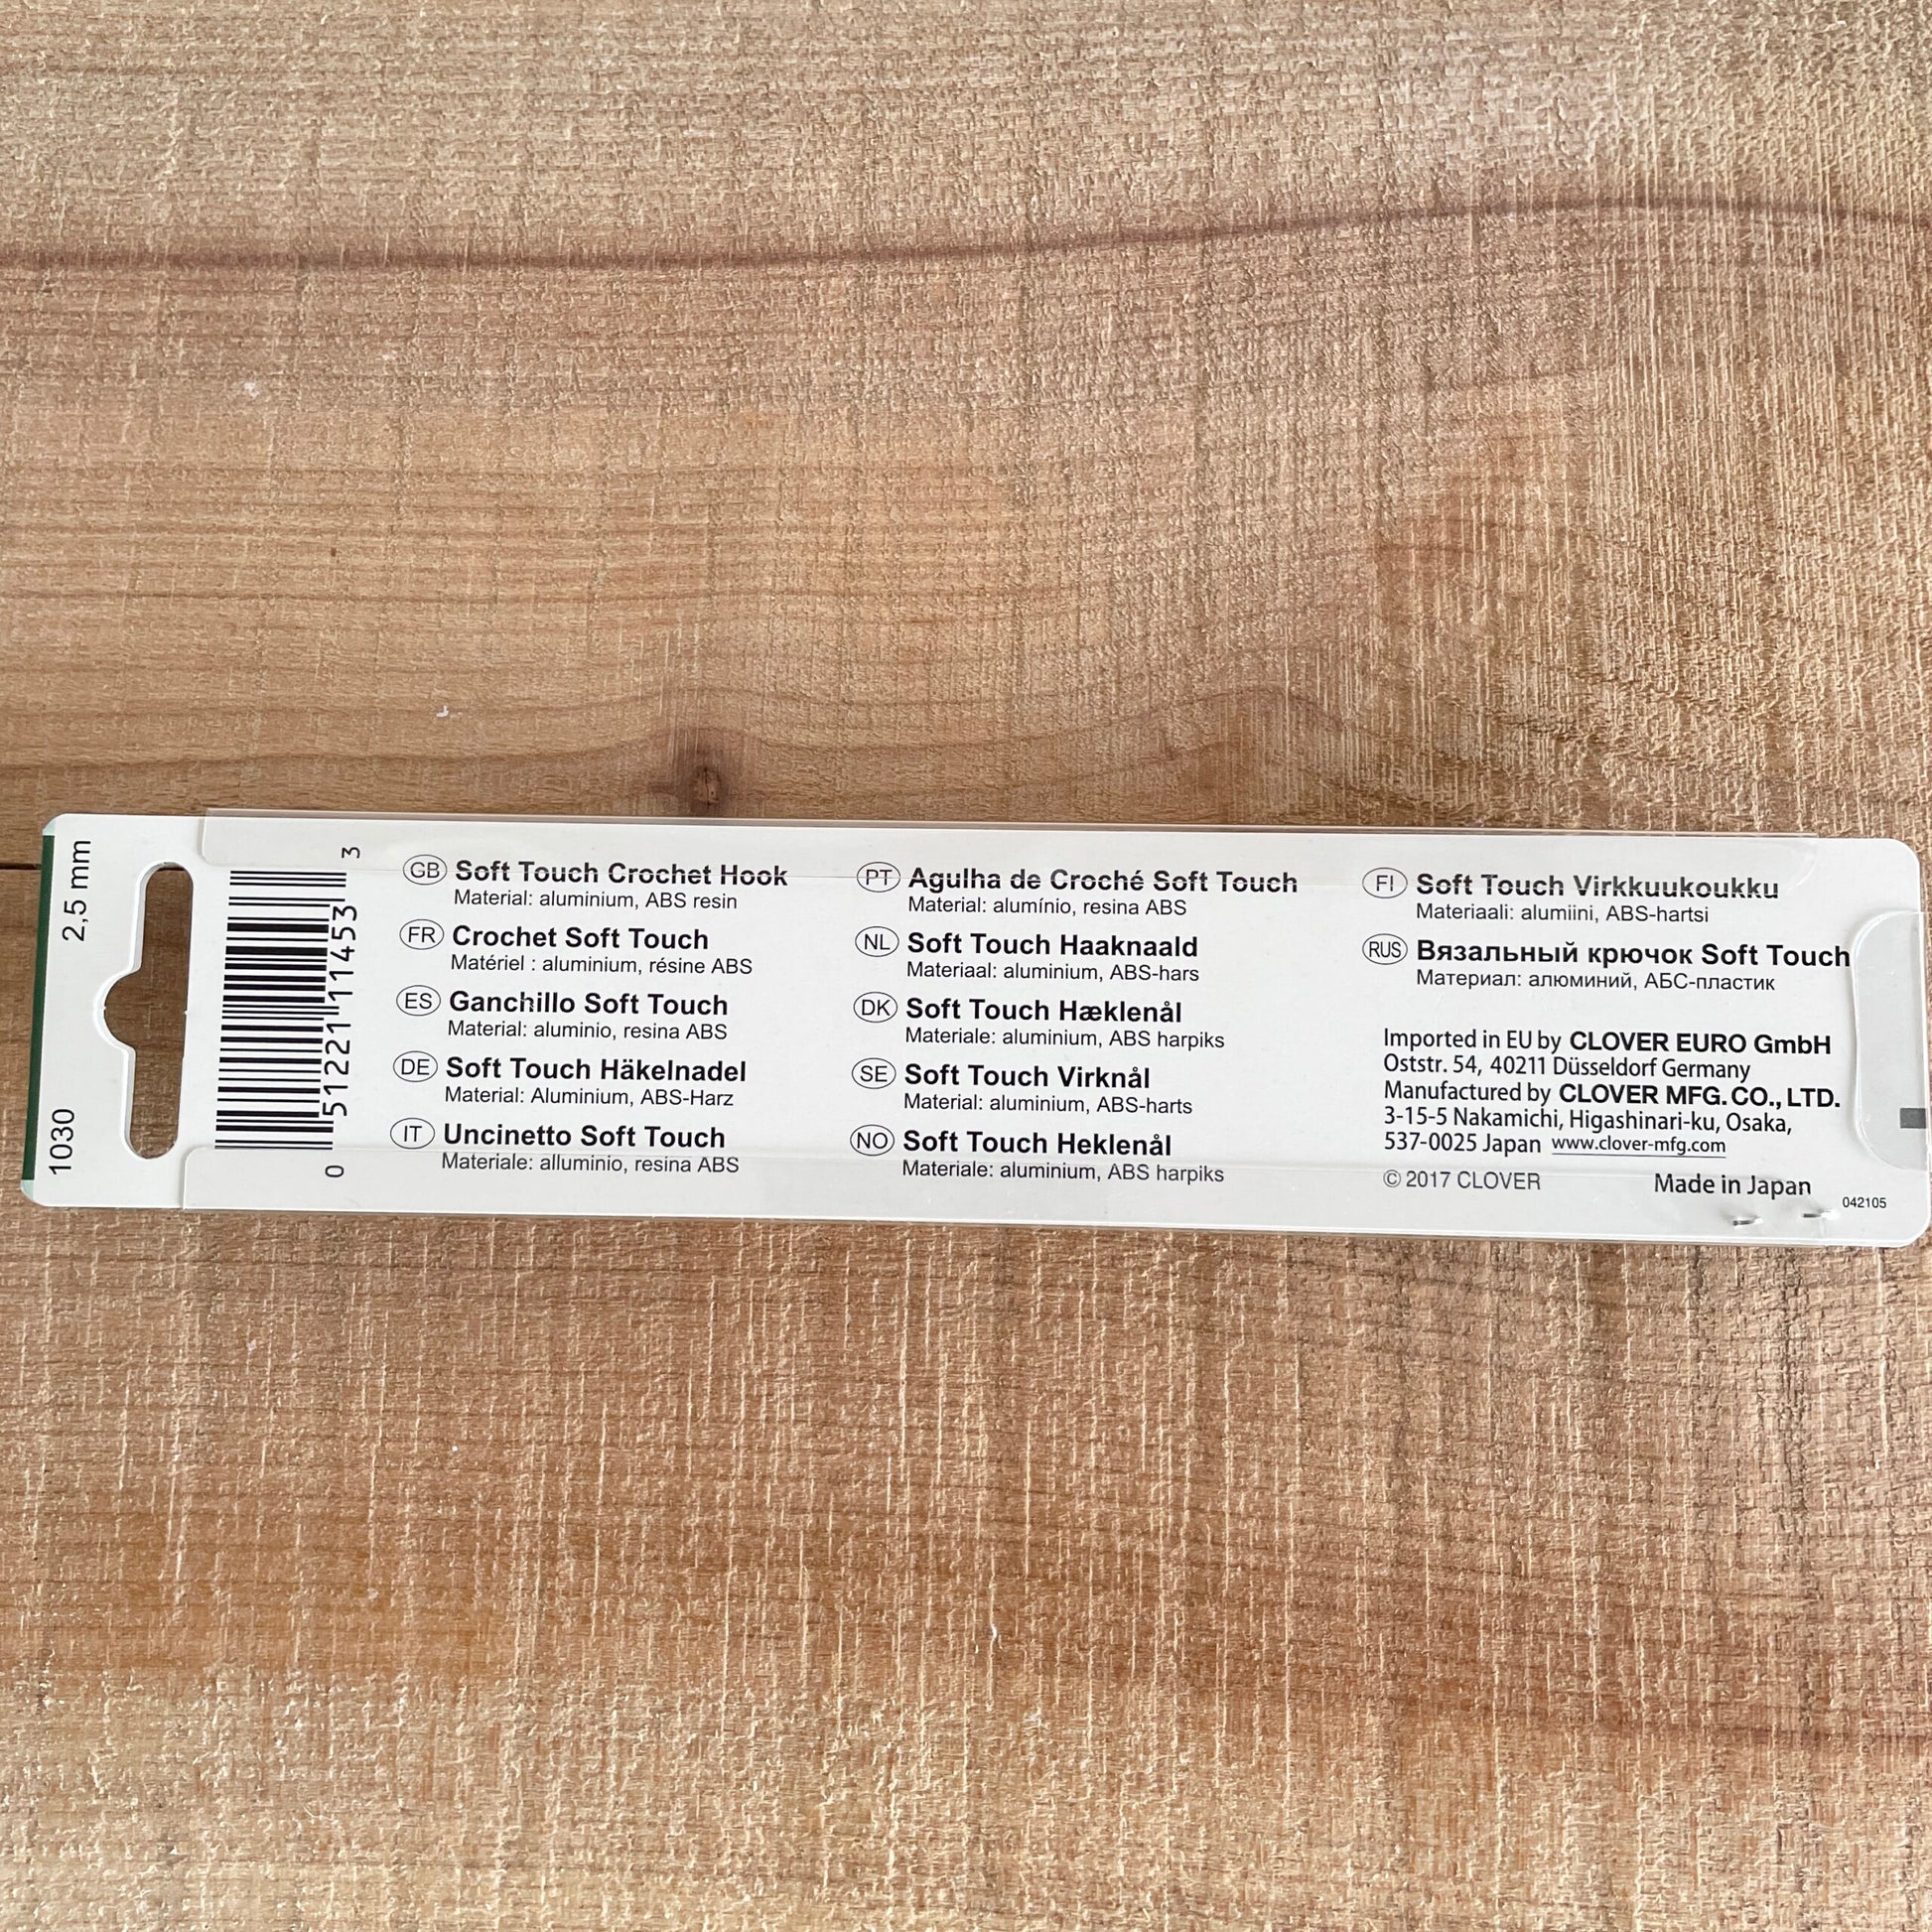 2,5 mm
1030
0 51221 11453 3
GB Soft Touch Crochet Hook
Material: aluminium, ABS resin
FR Crochet Soft Touch
Matériel : aluminium, résine ABS
ES Ganchillo Soft Touch
Material: aluminio, resina ABS
DE Soft Touch Häkelnadel
Material: Aluminium, ABS-Harz
IT Uncinetto Soft Touch
Materiale: alluminio, resina ABS
PT Agulha de Croché Soft Touch
Material: alumínio, resina ABS
NL Soft Touch Haaknaald
Materiaal: aluminium, ABS-hars
DK Soft Touch Hæklenål
Materiale: aluminium, ABS harpiks
SE Soft Touch Virknål
Material: aluminium, ABS-harts
NO Soft Touch Heklenål
Materiale: aluminium, ABS harpiks
FI Soft Touch Virkkuukoukku
Materiaali: alumiini, ABS-hartsi
RUS Вязальный крючок Soft Touch
Материал: алюминий, АБС-пластик
Imported in EU by CLOVER EURO GmbH
Oststr. 54, 40211 Düsseldorf Germany
Manufactured by CLOVER MFG. CO., LTD.
3-15-5 Nakamichi, Higashinari-ku, Osaka,
537-0025 Japan www.clover-mfg.com
© 2017 CLOVER Made in Japan
042105